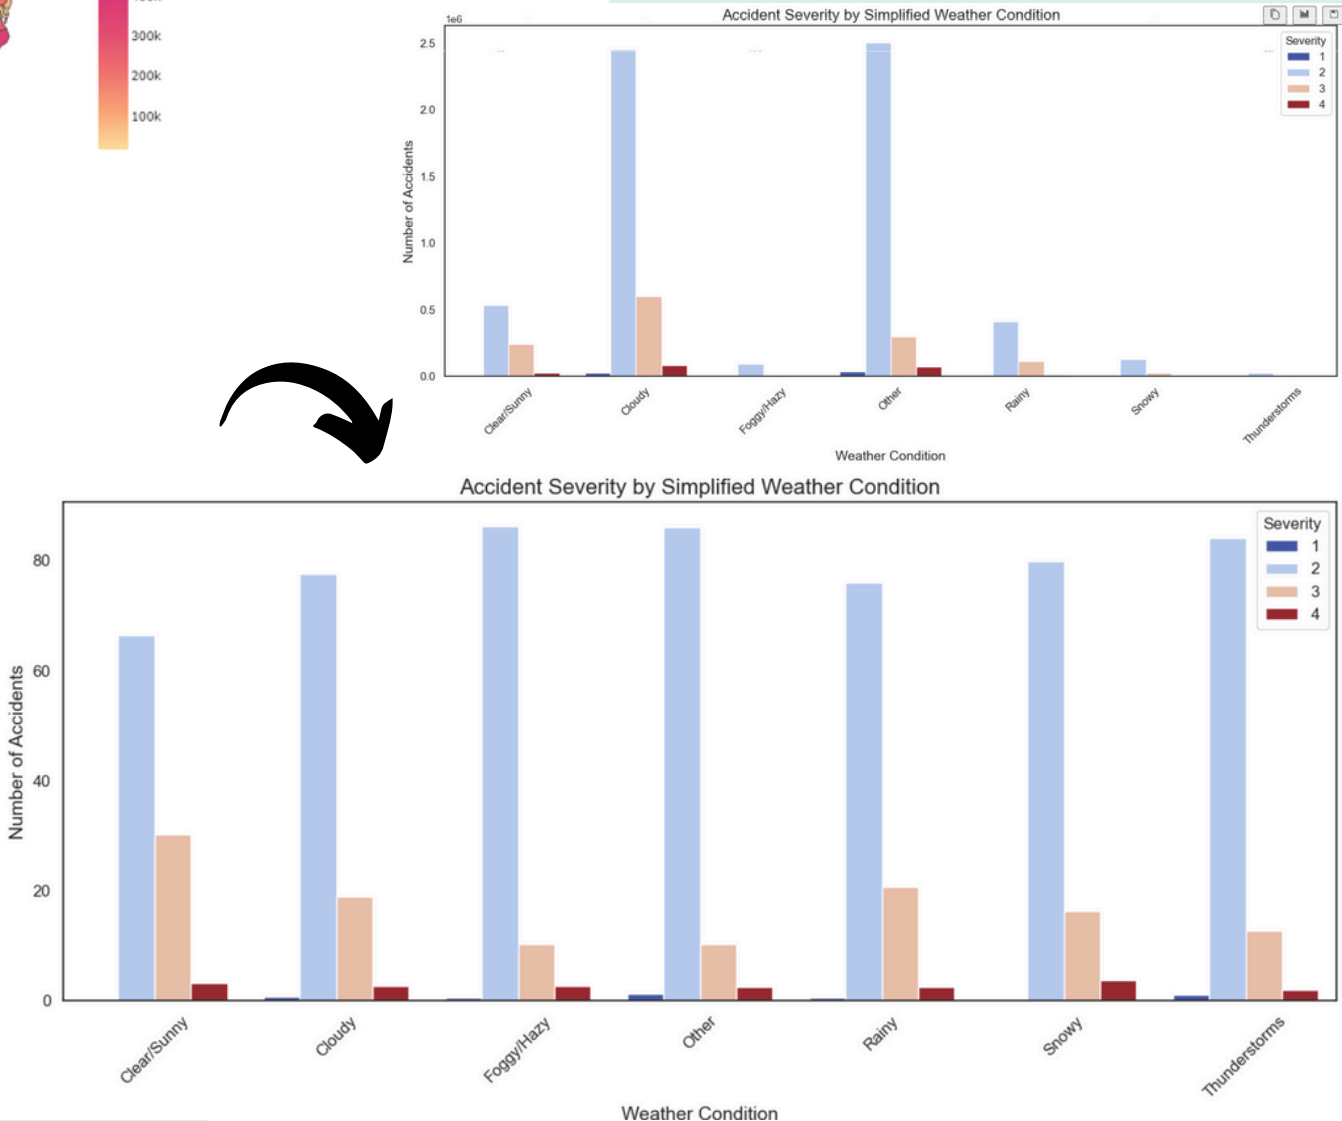 300k
200k
100k
Accident Severity by Simplified Weather Condition
1e6
2.5
2.0
1.5
1.0
0.5
0.0
Number of Accidents
Severity
1
2
3
4
Clear/Sunny
Cloudy
Foggy/Hazy
Other
Rainy
Snowy
Thunderstorms
Weather Condition
Accident Severity by Simplified Weather Condition
80
60
40
20
0
Number of Accidents
Severity
1
2
3
4
Clear/Sunny
Cloudy
Foggy/Hazy
Other
Rainy
Snowy
Thunderstorms
Weather Condition